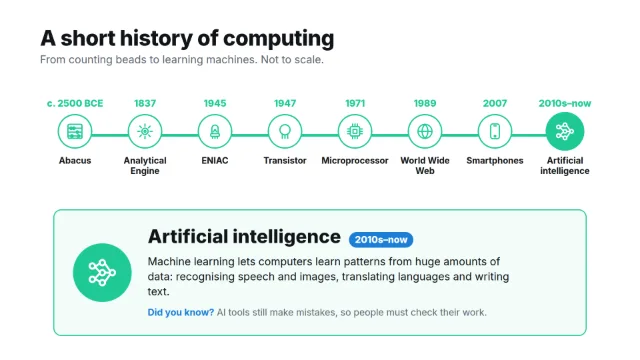 A short history of computing
From counting beads to learning machines. Not to scale.
c. 2500 BCE
1837
1945
1947
1971
1989
2007
2010s–now
Abacus
Analytical
Engine
ENIAC
Transistor
Microprocessor
World Wide
Web
Smartphones
Artificial
intelligence
Artificial intelligence
2010s–now
Machine learning lets computers learn patterns from huge amounts of
data: recognising speech and images, translating languages and writing
text.
Did you know? AI tools still make mistakes, so people must check their work.